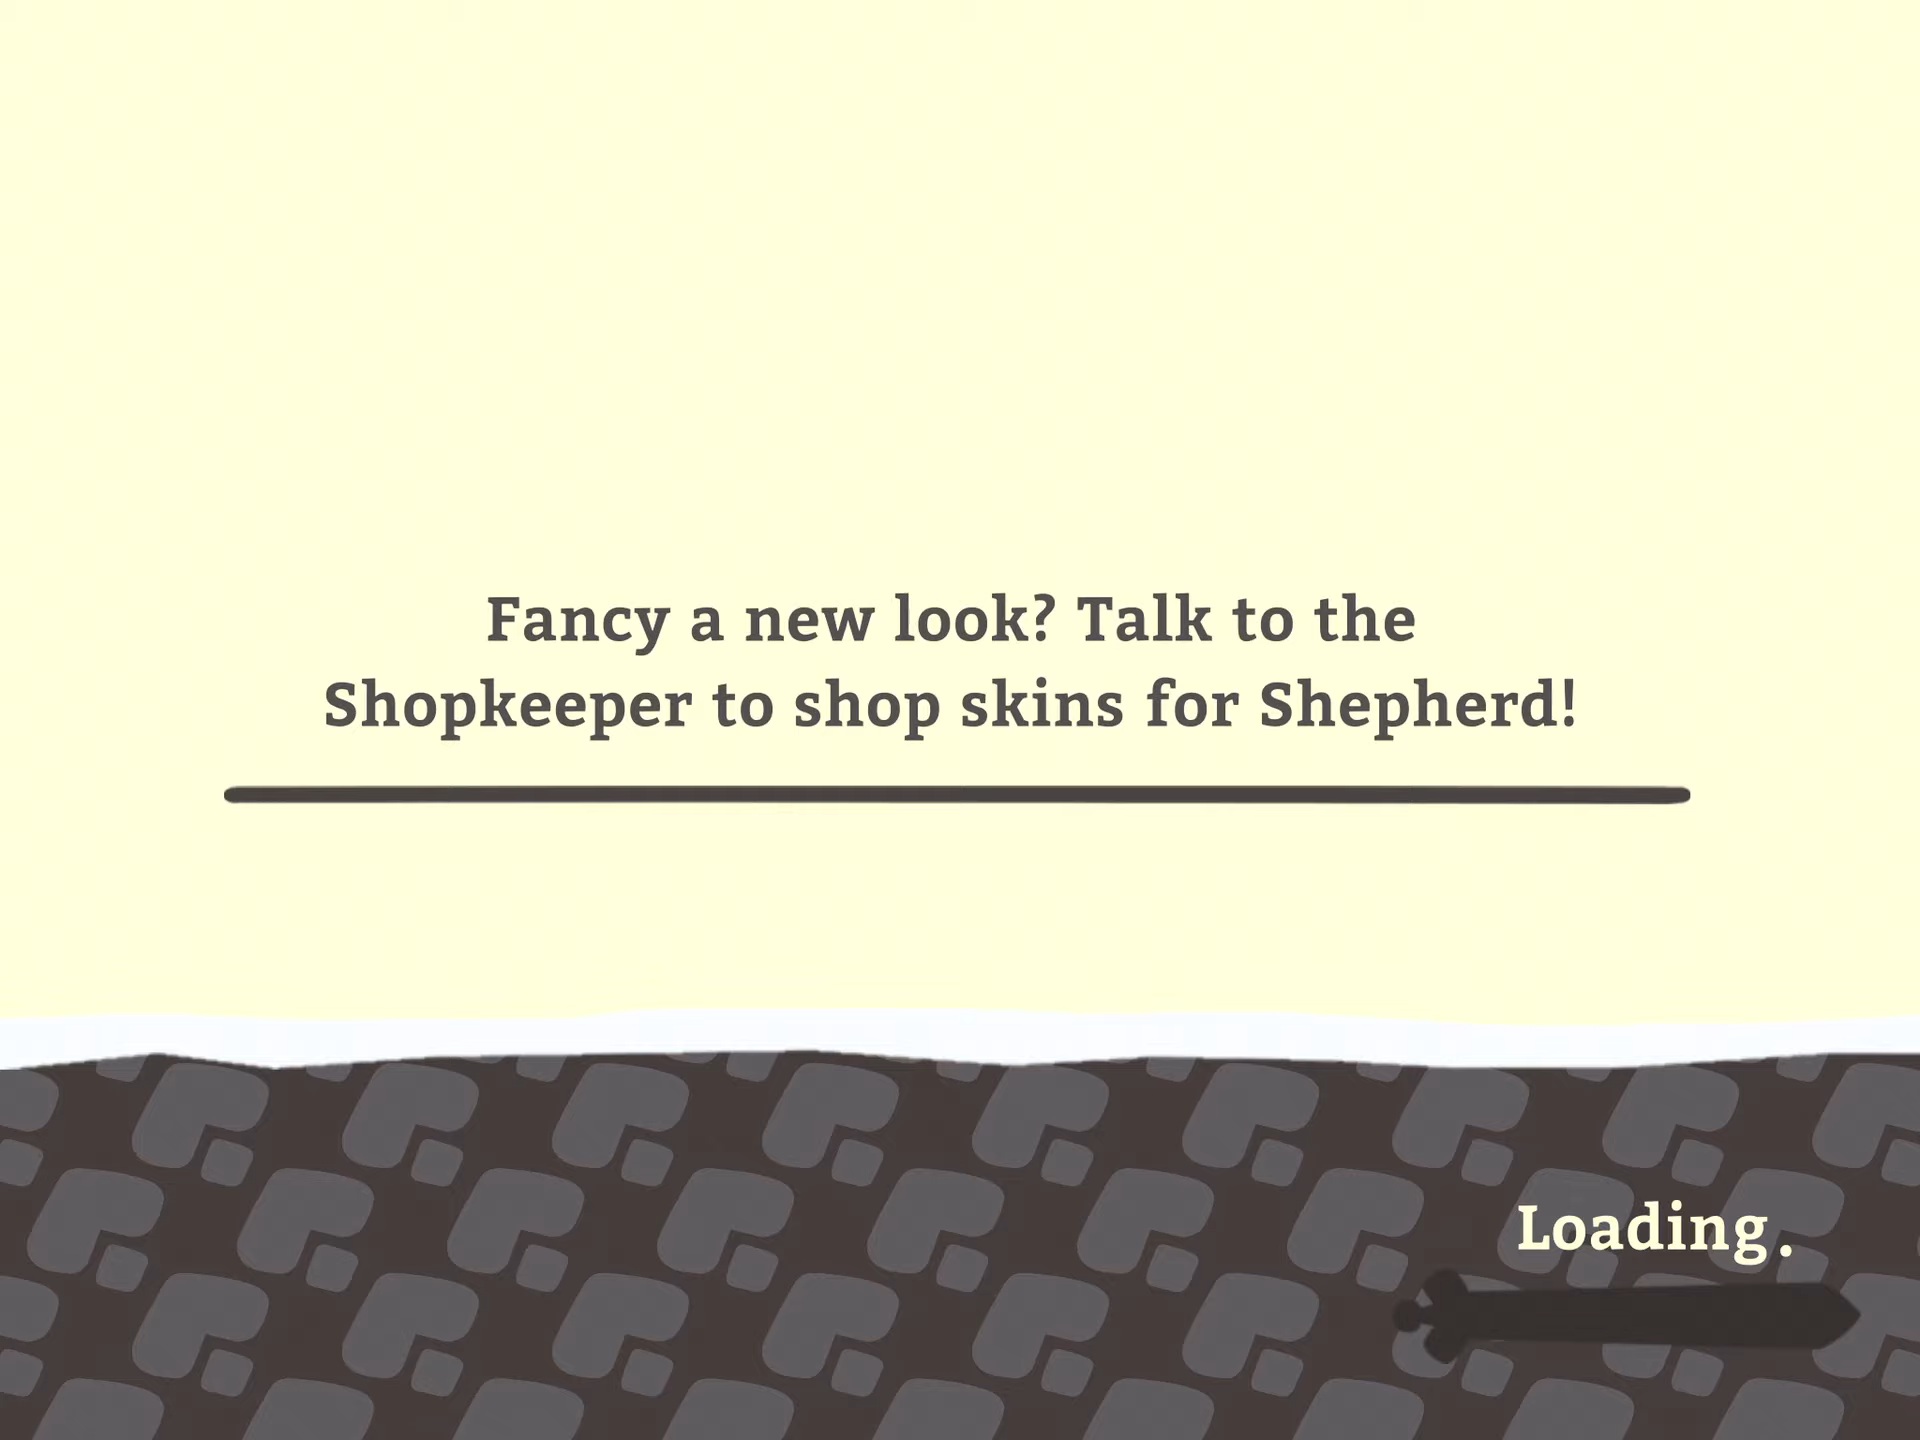 Fancy a new look? Talk to the
Shopkeeper to shop skins for Shepherd!
Loading.